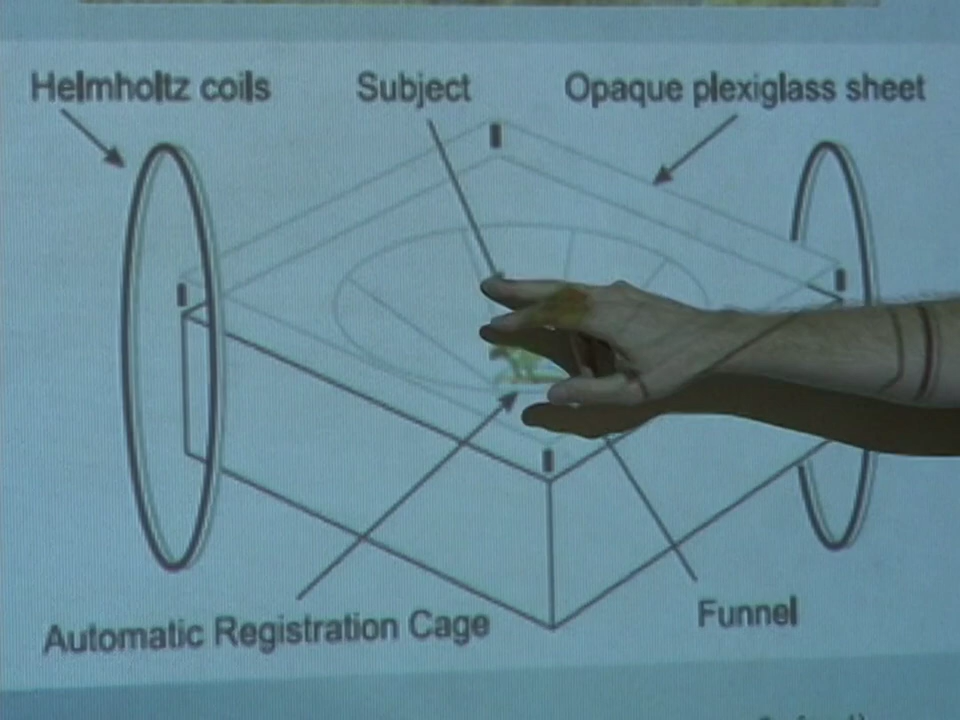 Helmholtz coils
Subject
Opaque plexiglass sheet
Automatic Registration Cage
Funnel